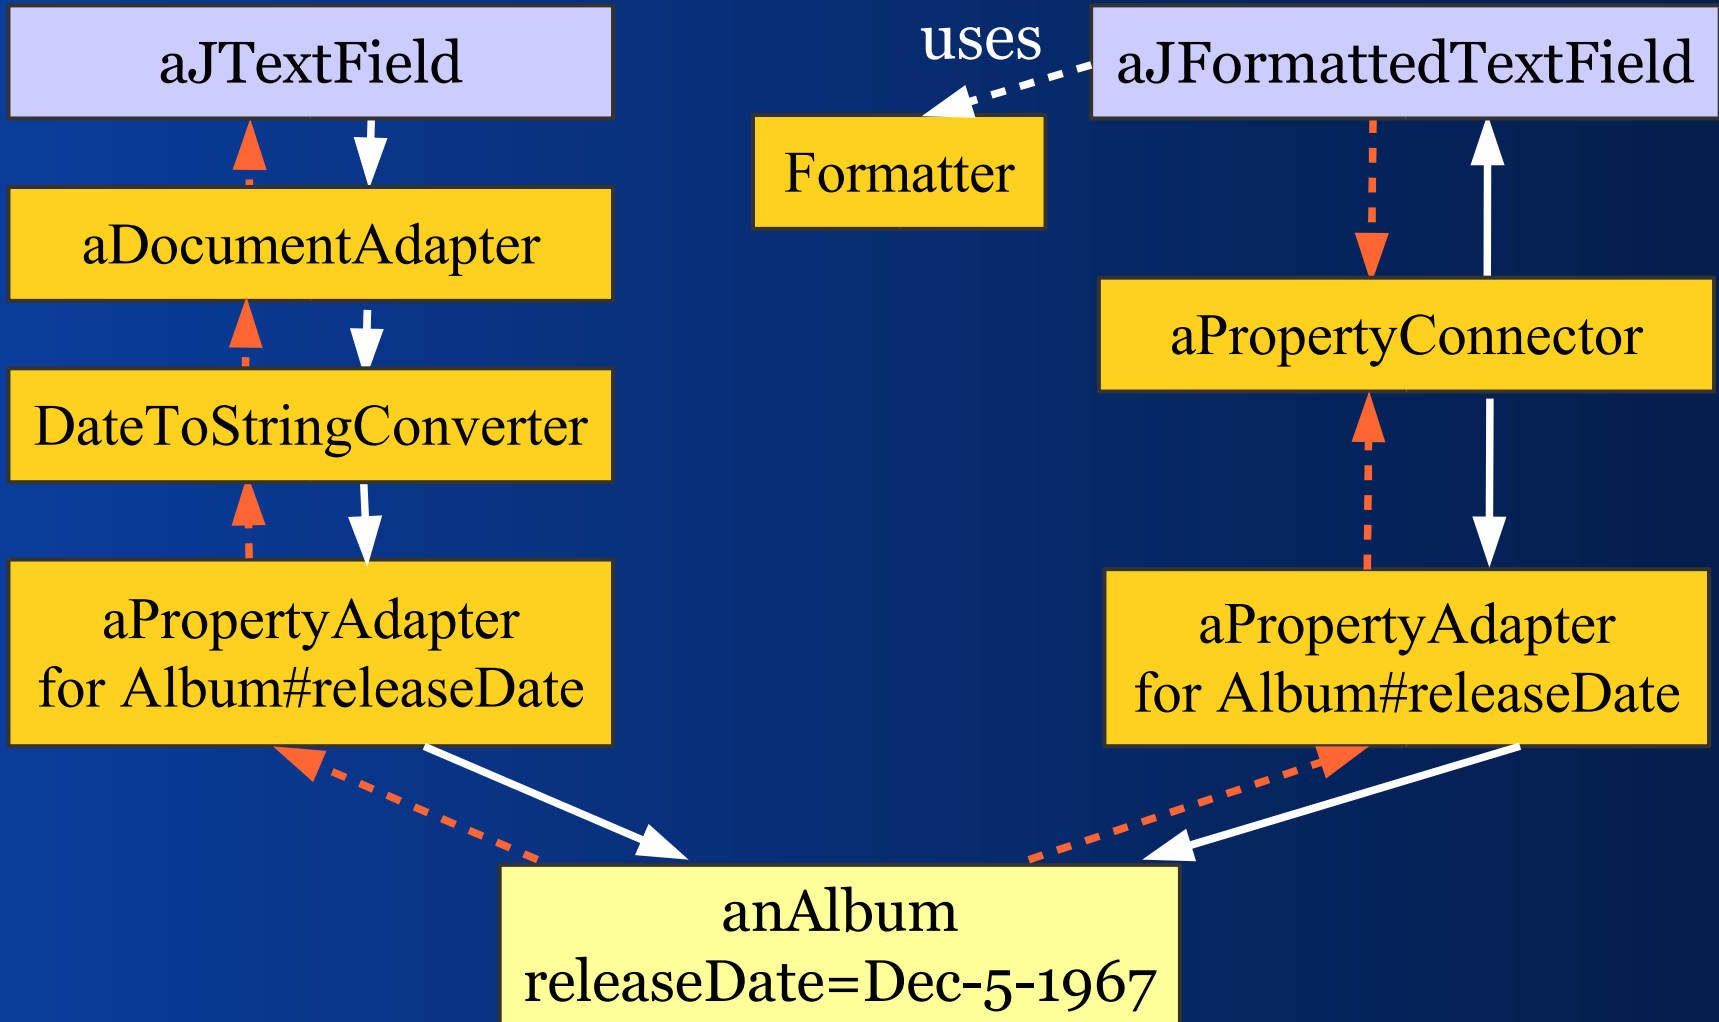 aJTextField
uses
aJFormattedTextField
Formatter
aDocumentAdapter
aPropertyConnector
DateToStringConverter
aPropertyAdapter
for Album#releaseDate
aPropertyAdapter
for Album#releaseDate
anAlbum
releaseDate=Dec-5-1967